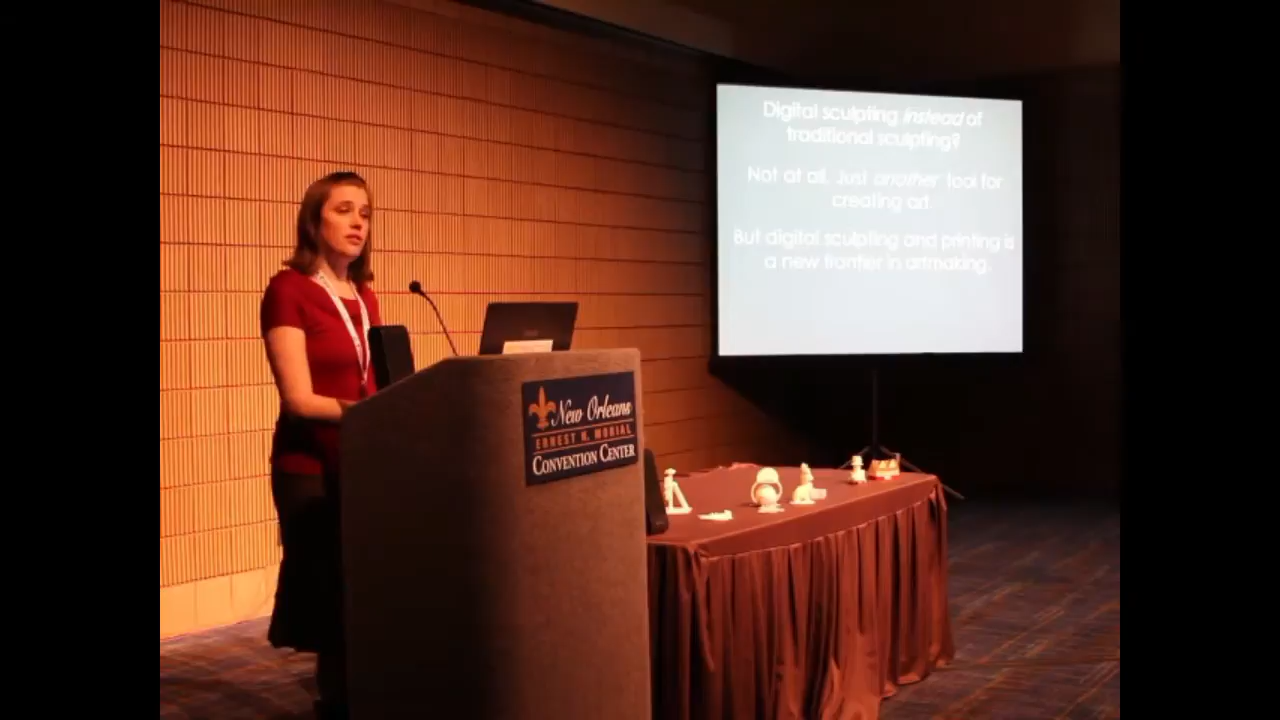 Digital sculpting instead of
traditional sculpting?
Not at all. Just another tool for
creating art.
But digital sculpting and printing is
a new frontier in artmaking.
New Orleans
ERNEST N. MORIAL
CONVENTION CENTER